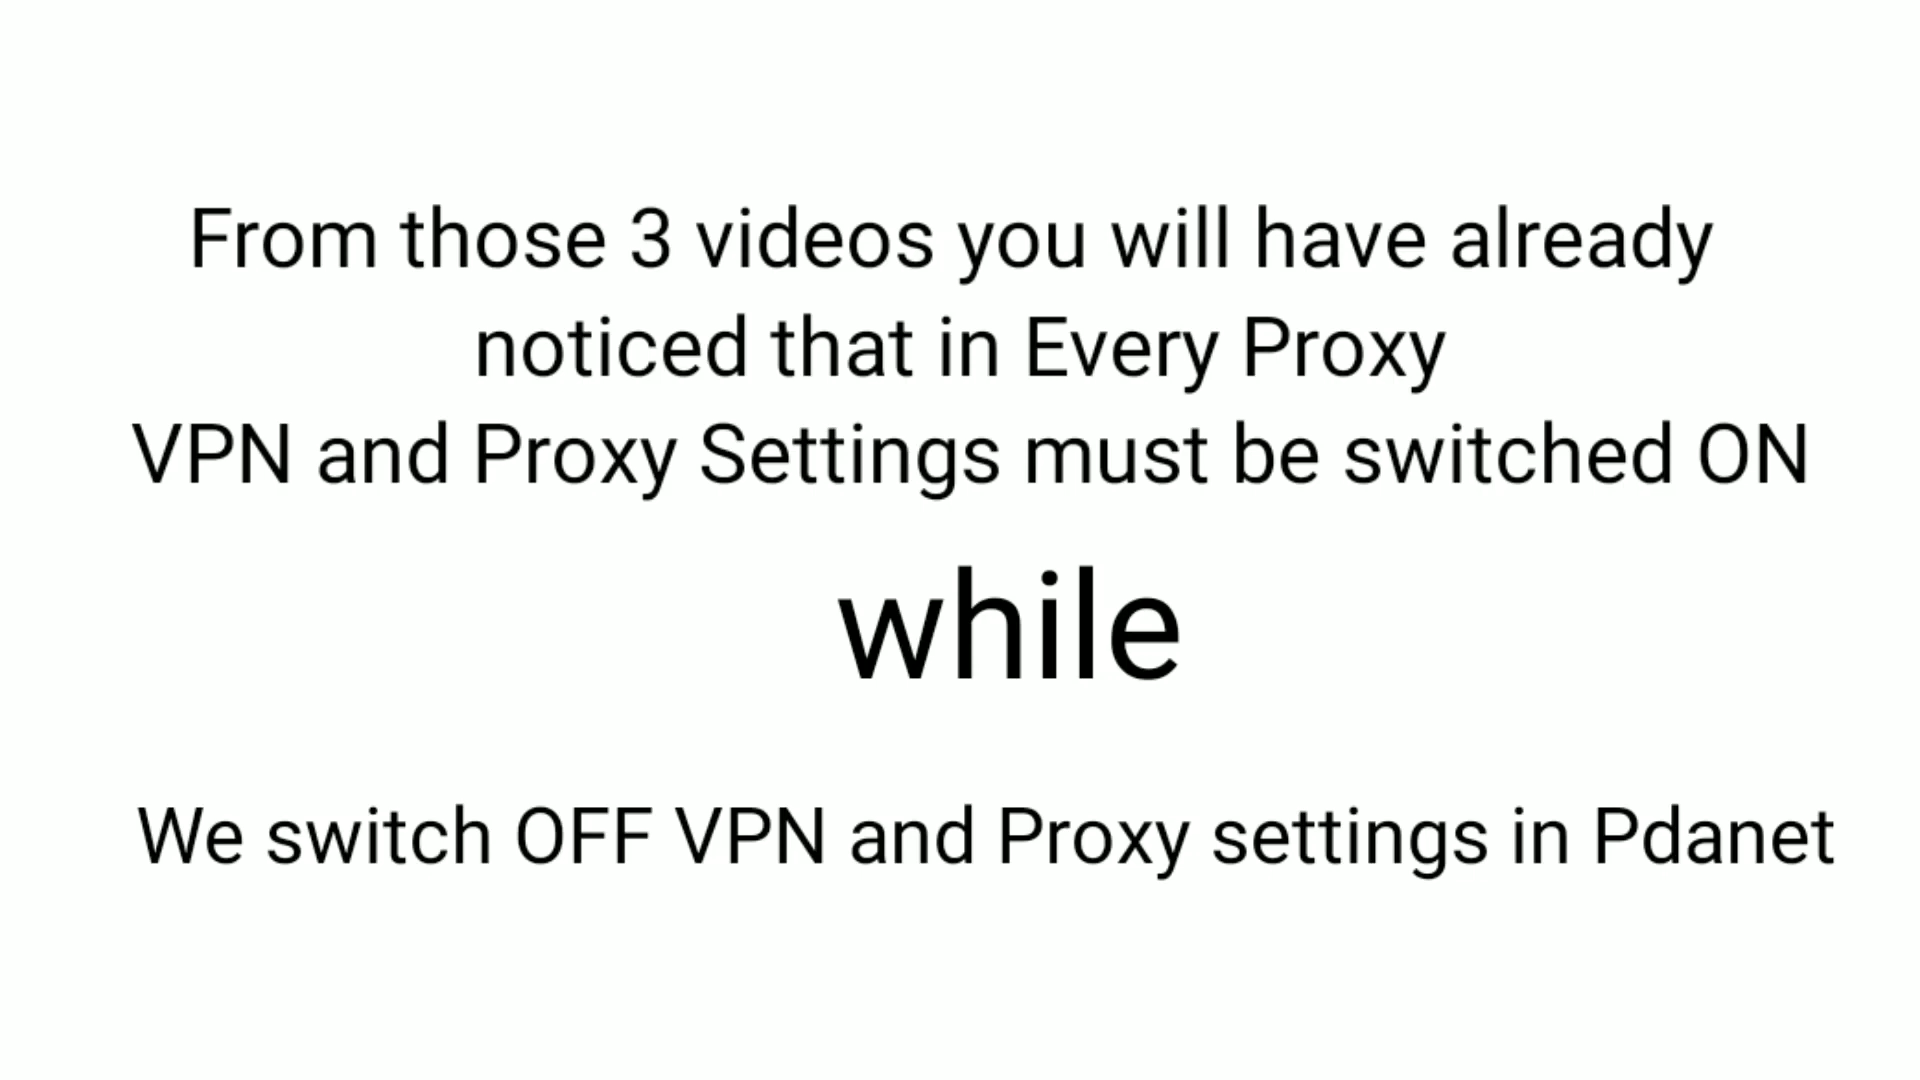 From those 3 videos you will have already
noticed that in Every Proxy
VPN and Proxy Settings must be switched ON
while
We switch OFF VPN and Proxy settings in Pdanet